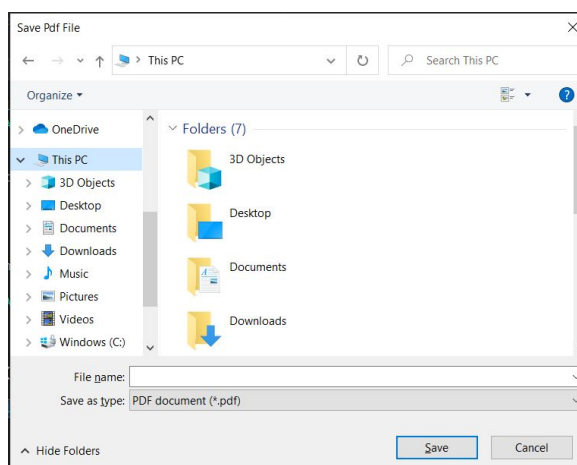 Save Pdf File
This PC
Search This PC
Organize
OneDrive
This PC
3D Objects
Desktop
Documents
Downloads
Music
Pictures
Videos
Windows (C:)
Folders (7)
3D Objects
Desktop
Documents
Downloads
File name:
Save as type: PDF document (*.pdf)
Hide Folders
Save
Cancel